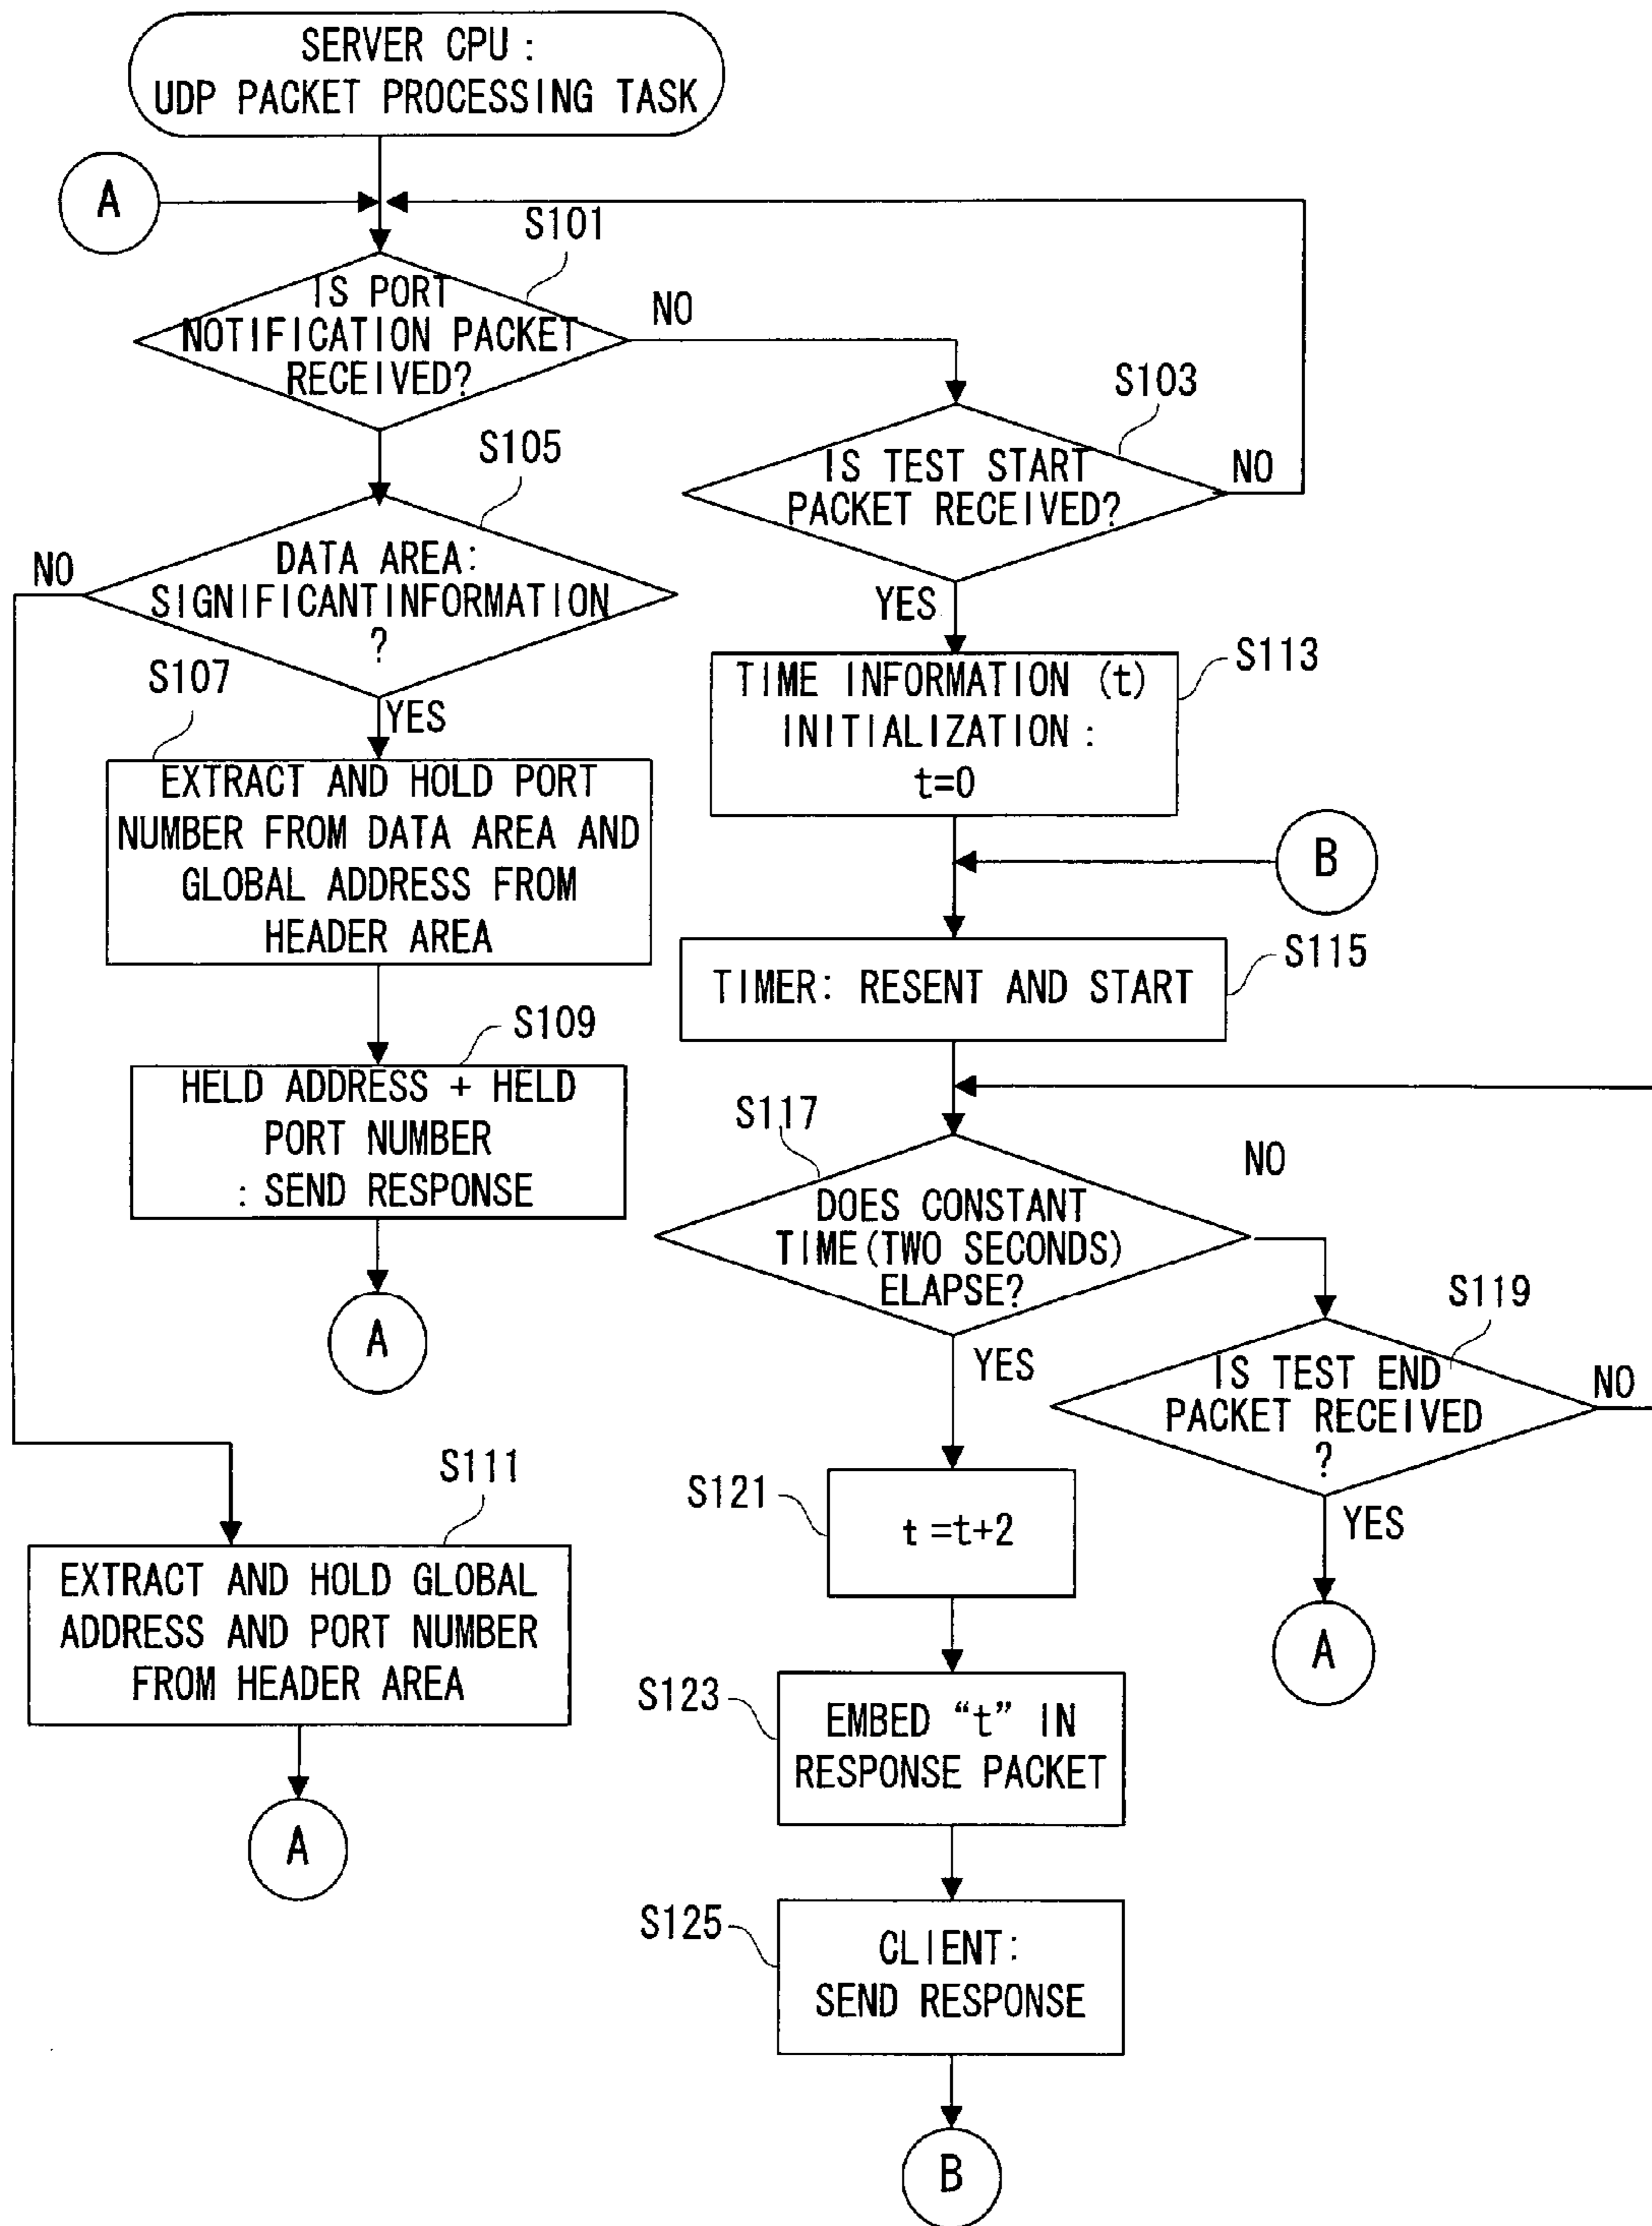 SERVER CPU :
UDP PACKET PROCESSING TASK
A
S101
IS PORT
NOTIFICATION PACKET
RECEIVED?
NO
S103
IS TEST START
PACKET RECEIVED?
NO
YES
S105
DATA AREA:
SIGNIFICANTINFORMATION
?
NO
YES
S107
EXTRACT AND HOLD PORT
NUMBER FROM DATA AREA AND
GLOBAL ADDRESS FROM
HEADER AREA
S109
HELD ADDRESS + HELD
PORT NUMBER
: SEND RESPONSE
A
S111
EXTRACT AND HOLD GLOBAL
ADDRESS AND PORT NUMBER
FROM HEADER AREA
A
S113
TIME INFORMATION (t)
INITIALIZATION :
t=0
B
S115
TIMER: RESENT AND START
S117
DOES CONSTANT
TIME(TWO SECONDS)
ELAPSE?
NO
YES
S119
IS TEST END
PACKET RECEIVED
?
NO
YES
A
S121
t =t+2
S123
EMBED “t” IN
RESPONSE PACKET
S125
CLIENT:
SEND RESPONSE
B